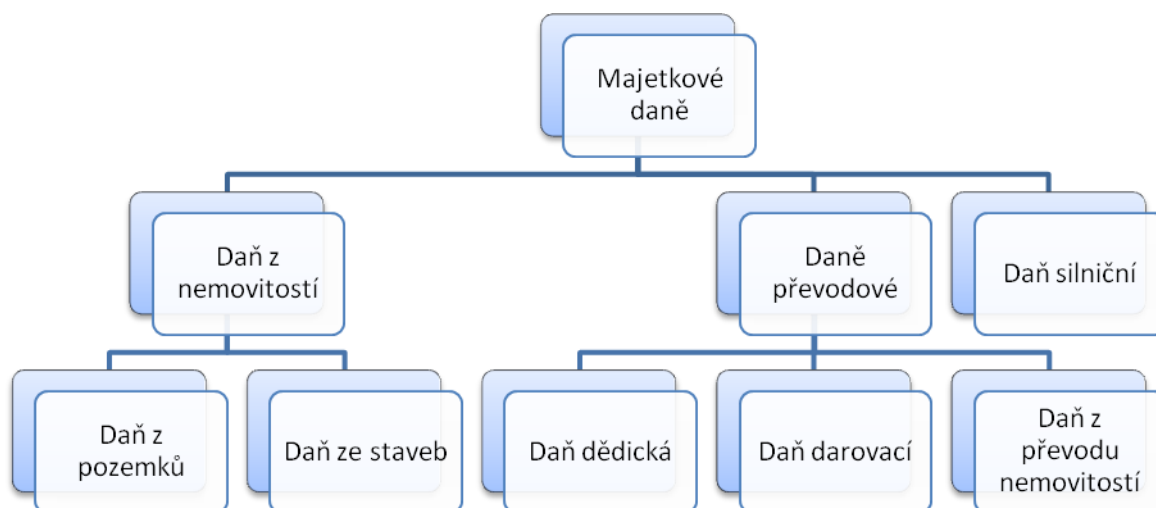 Majetkové
daně
Daň z
nemovitostí
Daně
převodové
Daň silniční
Daň z
pozemků
Daň ze staveb
Daň dědická
Daň darovací
Daň z
převodu
nemovitostí